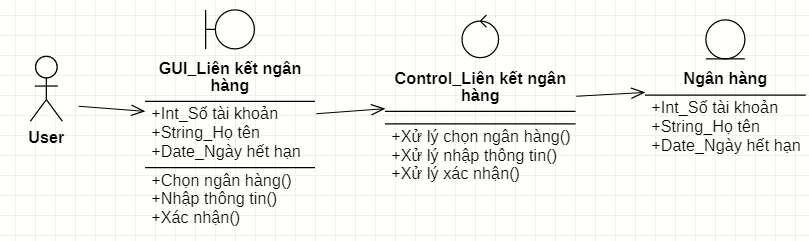 User
GUI_Liên kết ngân
hàng
+Int_Số tài khoản
+String_Họ tên
+Date_Ngày hết hạn
+Chọn ngân hàng()
+Nhập thông tin()
+Xác nhận()
Control_Liên kết ngân
hàng
+Xử lý chọn ngân hàng()
+Xử lý nhập thông tin()
+Xử lý xác nhận()
Ngân hàng
+Int_Số tài khoản
+String_Họ tên
+Date_Ngày hết hạn